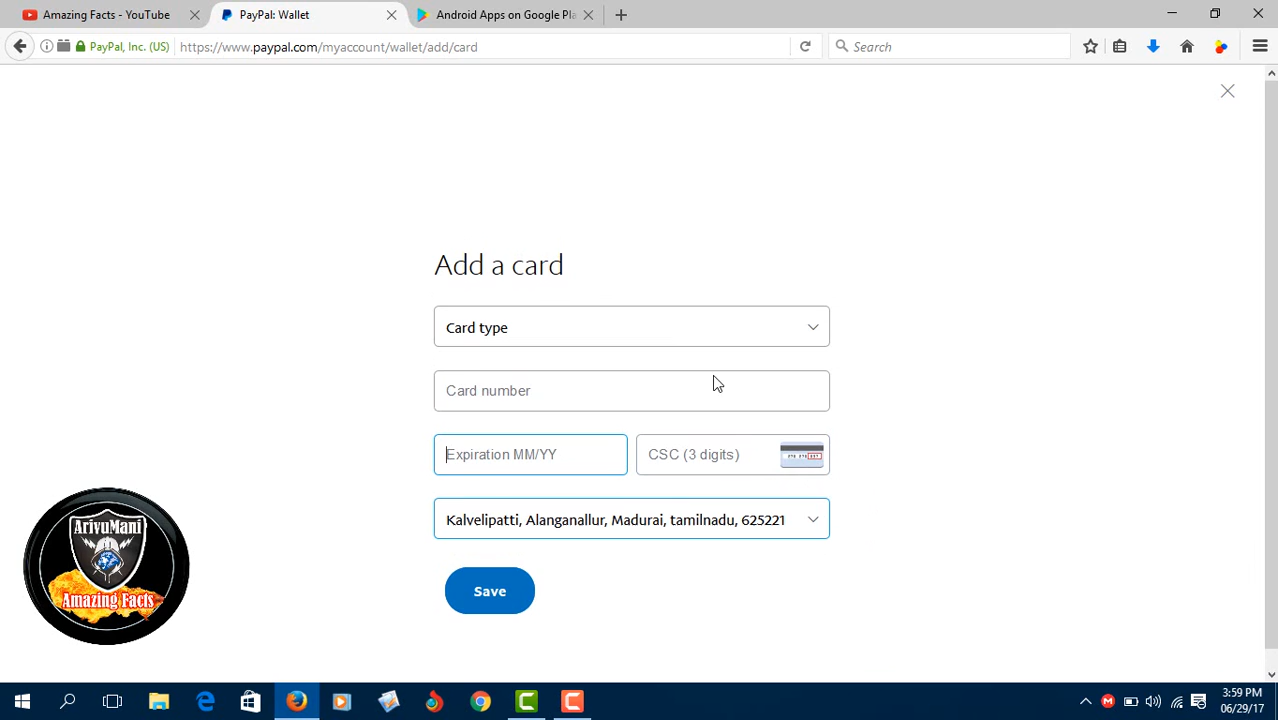 Amazing Facts - YouTube
PayPal: Wallet
Android Apps on Google Pla
PayPal, Inc. (US)
https://www.paypal.com/myaccount/wallet/add/card
Search
Add a card
Card type
Card number
Expiration MM/YY
CSC (3 digits)
Kalvelipatti, Alanganallur, Madurai, tamilnadu, 625221
Save
ArivuMani
Amazing Facts
3:59 PM
06/29/17